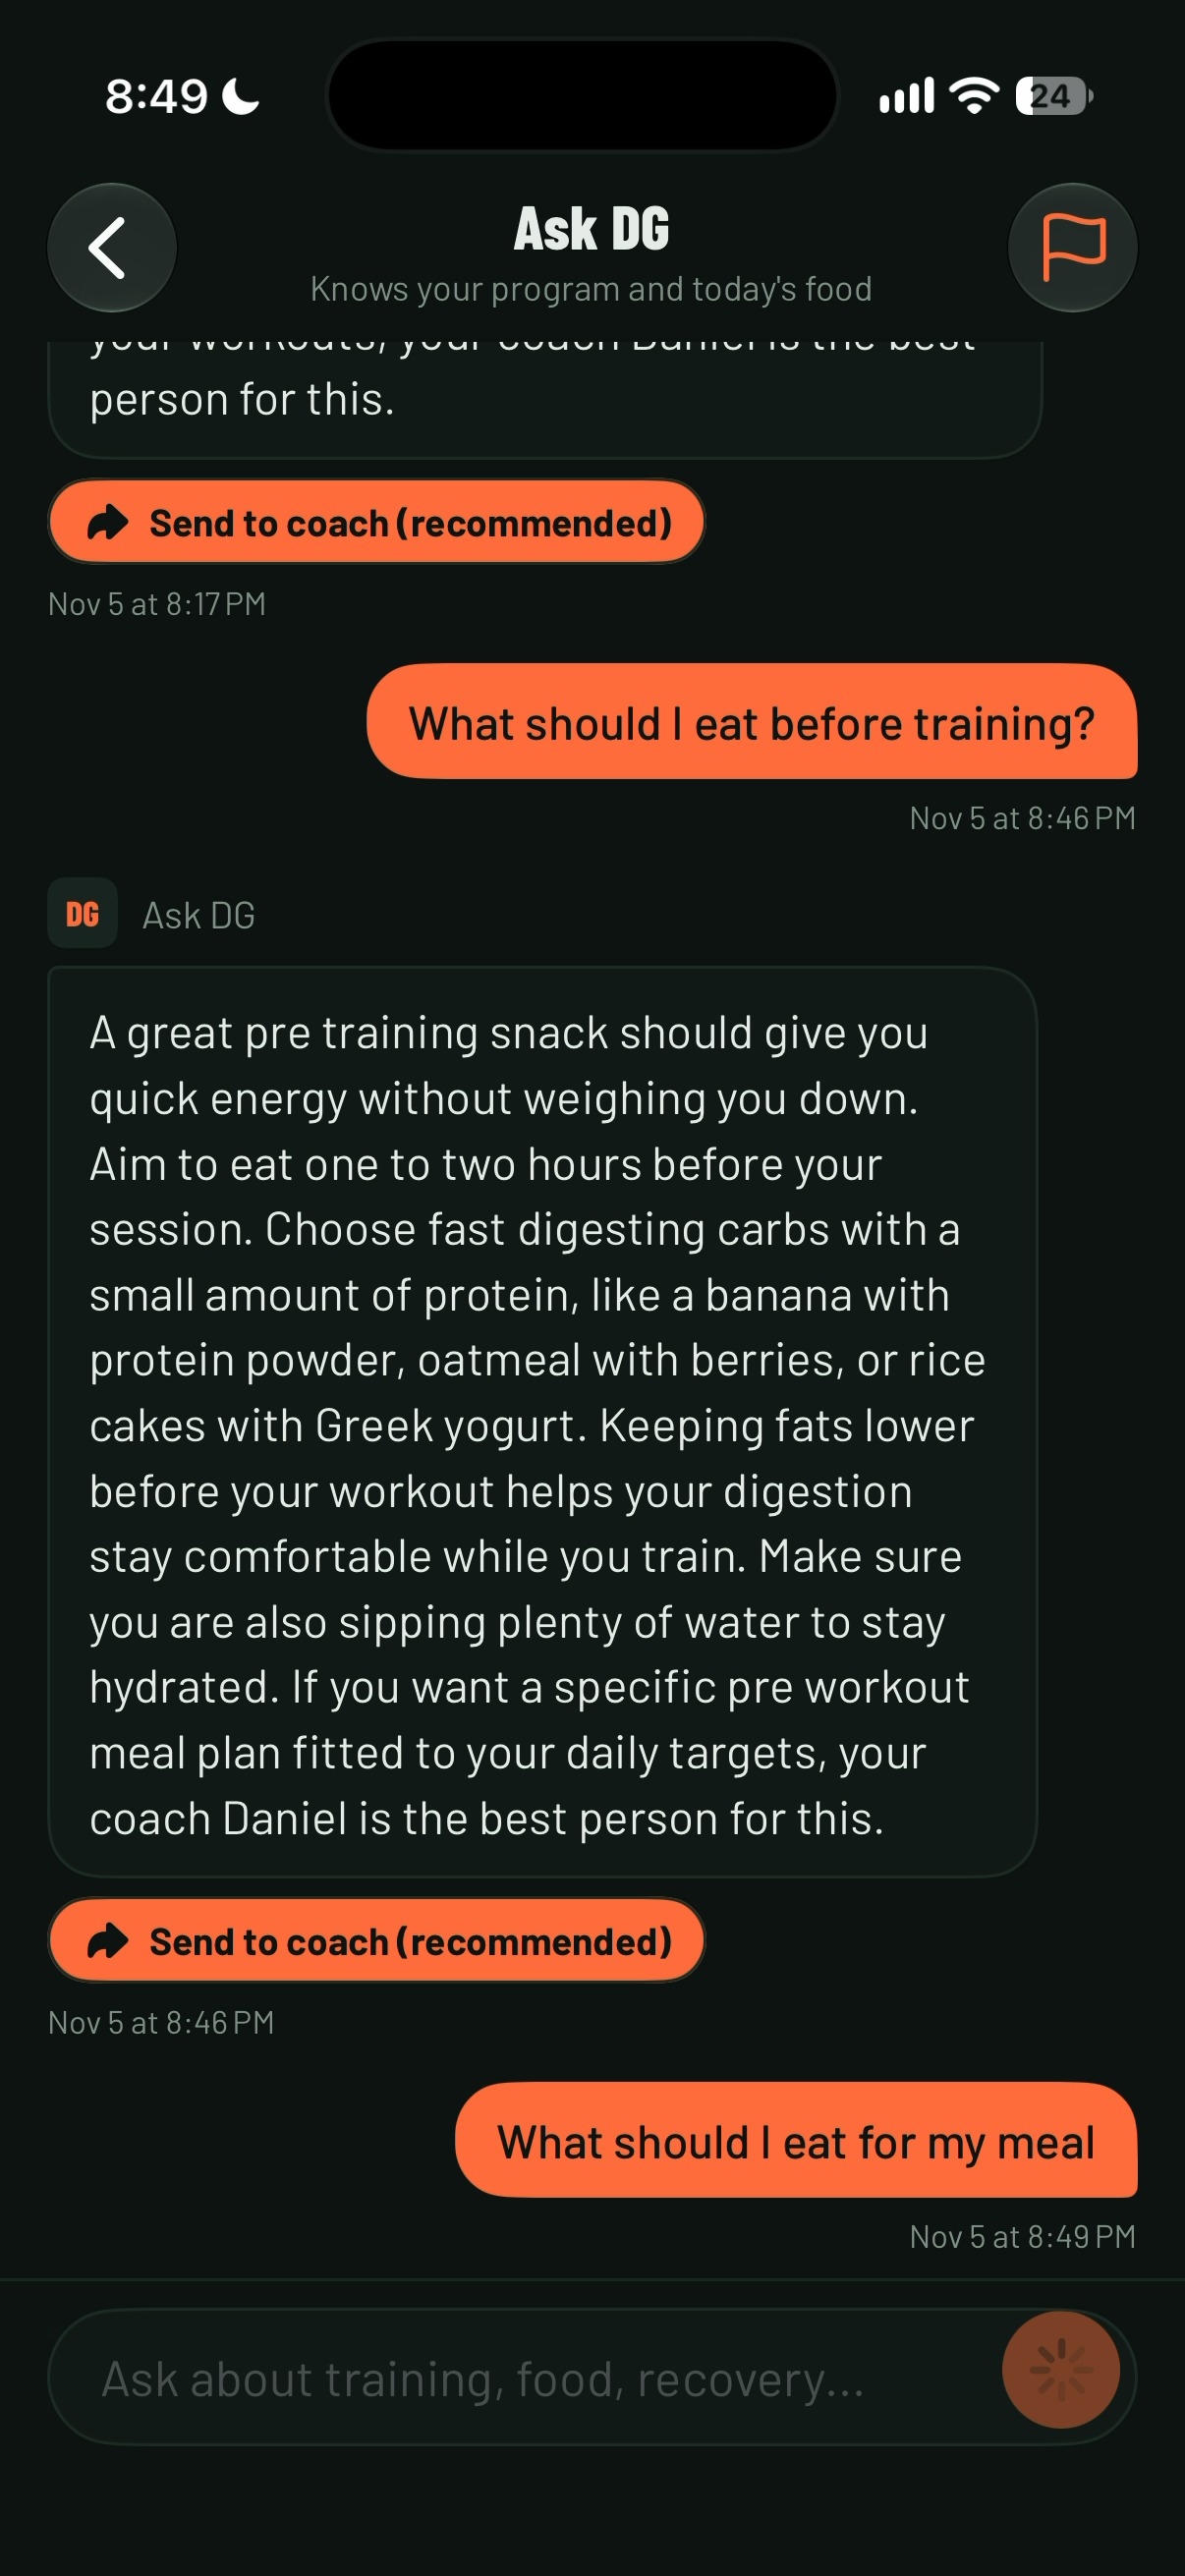 8:49
24
Ask DG
Knows your program and today's food
your workouts, your coach Daniel is the best
person for this.
Send to coach (recommended)
Nov 5 at 8:17 PM
What should I eat before training?
Nov 5 at 8:46 PM
DG Ask DG
A great pre training snack should give you
quick energy without weighing you down.
Aim to eat one to two hours before your
session. Choose fast digesting carbs with a
small amount of protein, like a banana with
protein powder, oatmeal with berries, or rice
cakes with Greek yogurt. Keeping fats lower
before your workout helps your digestion
stay comfortable while you train. Make sure
you are also sipping plenty of water to stay
hydrated. If you want a specific pre workout
meal plan fitted to your daily targets, your
coach Daniel is the best person for this.
Send to coach (recommended)
Nov 5 at 8:46 PM
What should I eat for my meal
Nov 5 at 8:49 PM
Ask about training, food, recovery...